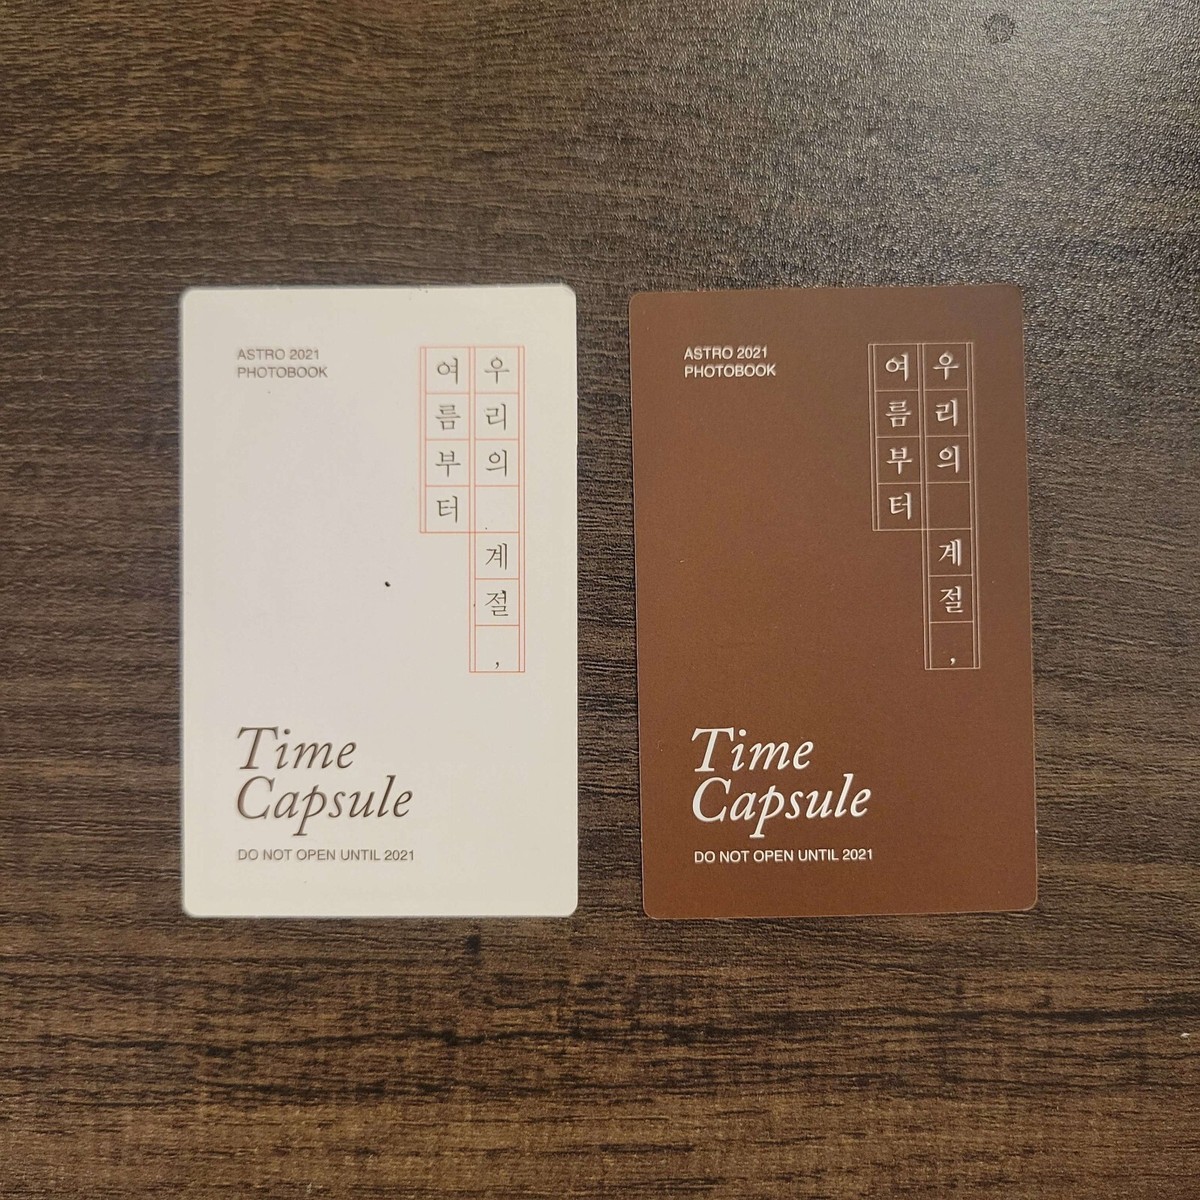 ASTRO 2021
PHOTOBOOK
우리의 계절,
여름부터
Time
Capsule
DO NOT OPEN UNTIL 2021
ASTRO 2021
PHOTOBOOK
우리의 계절,
여름부터
Time
Capsule
DO NOT OPEN UNTIL 2021